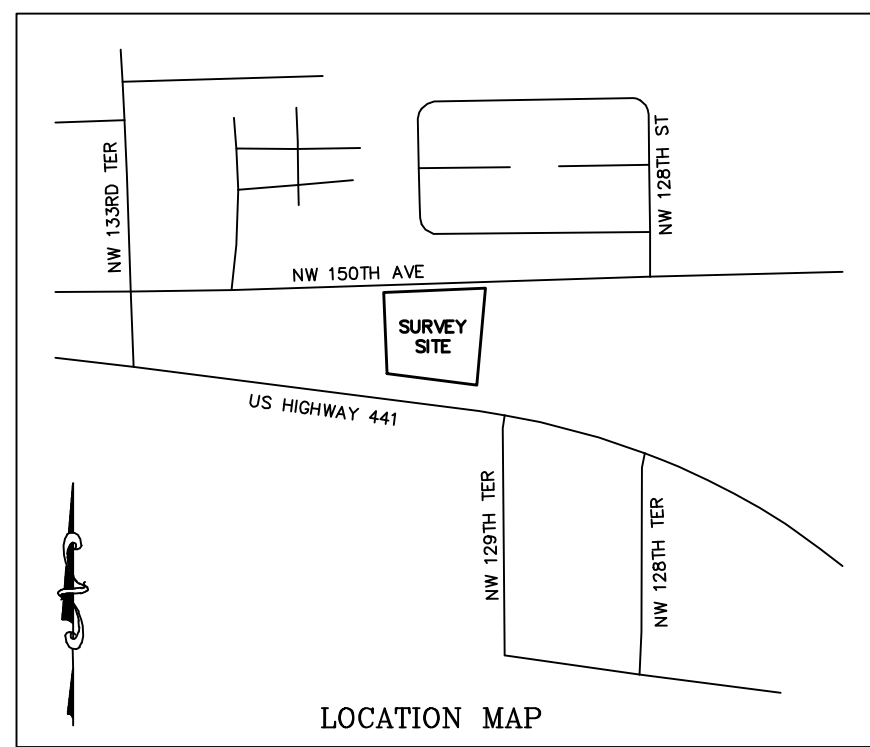 NW 133RD TER
NW 128TH ST
NW 150TH AVE
SURVEY
SITE
US HIGHWAY 441
NW 129TH TER
NW 128TH TER
LOCATION MAP